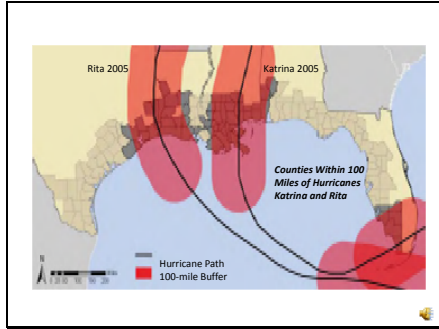 Rita 2005
Katrina 2005
Counties Within 100
Miles of Hurricanes
Katrina and Rita
N
Hurricane Path
100-mile Buffer